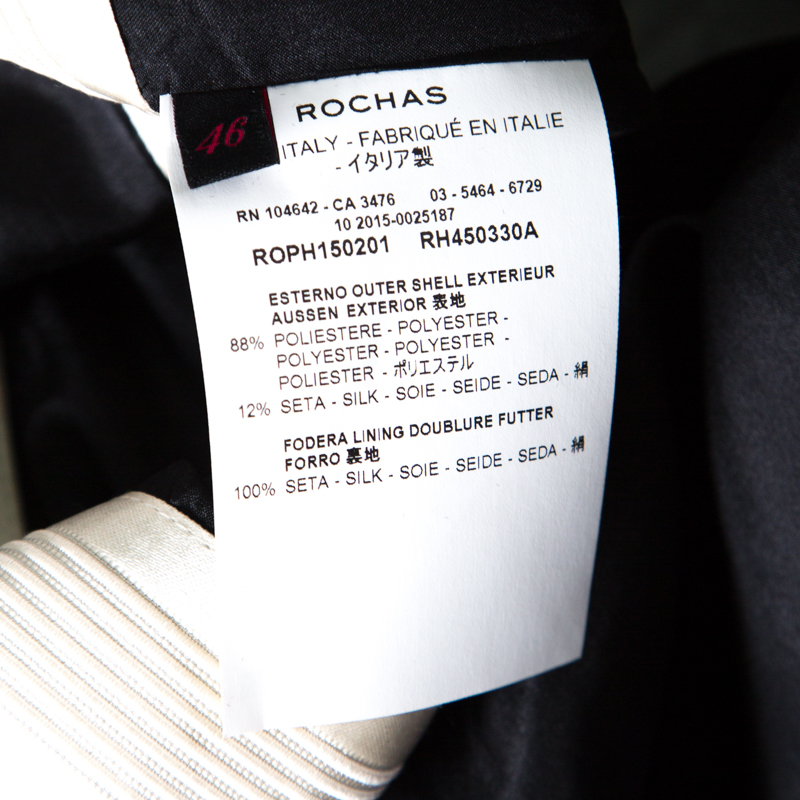 ROCHAS
46
ITALY - FABRIQUÉ EN ITALIE
- イタリア製
RN 104642 - CA 3476 03 - 5464 - 6729
10 2015-0025187
ROPH150201 RH450330A
ESTERNO OUTER SHELL EXTERIEUR
AUSSEN EXTERIOR 表地
88% POLIESTERE - POLYESTER -
POLYESTER - POLYESTER -
POLIESTER - ポリエステル
12% SETA - SILK - SOIE - SEIDE - SEDA - 絹
FODERA LINING DOUBLURE FUTTER
FORRO 裏地
100% SETA - SILK - SOIE - SEIDE - SEDA - 絹